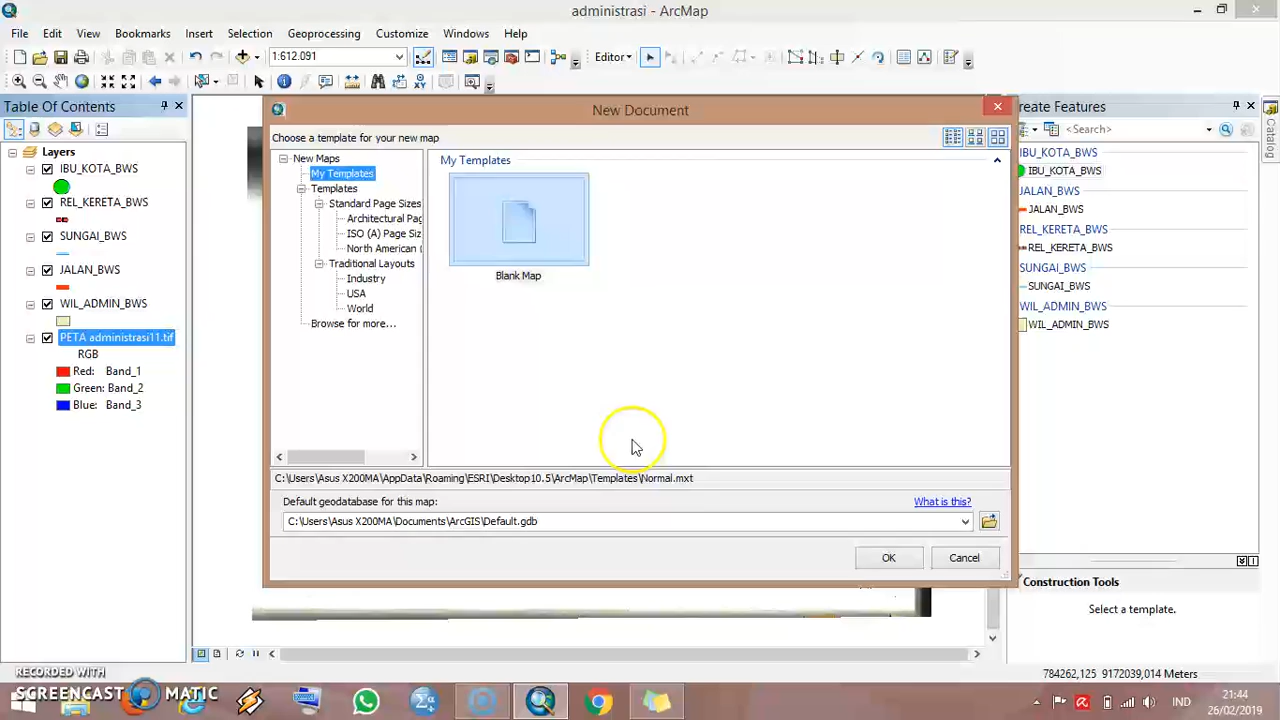 administrasi - ArcMap
File Edit View Bookmarks Insert Selection Geoprocessing Customize Windows Help
1:612.091
Editor
Table Of Contents
Layers
IBU_KOTA_BWS
REL_KERETA_BWS
SUNGAI_BWS
JALAN_BWS
WIL_ADMIN_BWS
PETA administrasi11.tif
RGB
Red: Band_1
Green: Band_2
Blue: Band_3
New Document
Choose a template for your new map
New Maps
My Templates
Templates
Standard Page Sizes
Architectural Pag
ISO (A) Page Siz
North American (
Traditional Layouts
Industry
USA
World
Browse for more...
My Templates
Blank Map
C:\Users\Asus X200MA\AppData\Roaming\ESRI\Desktop10.5\ArcMap\Templates\Normal.mxt
Default geodatabase for this map:
What is this?
C:\Users\Asus X200MA\Documents\ArcGIS\Default.gdb
OK Cancel
reate Features
<Search>
IBU_KOTA_BWS
IBU_KOTA_BWS
JALAN_BWS
JALAN_BWS
REL_KERETA_BWS
REL_KERETA_BWS
SUNGAI_BWS
SUNGAI_BWS
WIL_ADMIN_BWS
WIL_ADMIN_BWS
Catalog
Construction Tools
Select a template.
784262,125 9172039,014 Meters
RECORDED WITH
SCREENCAST MATIC
IND
21:44
26/02/2019